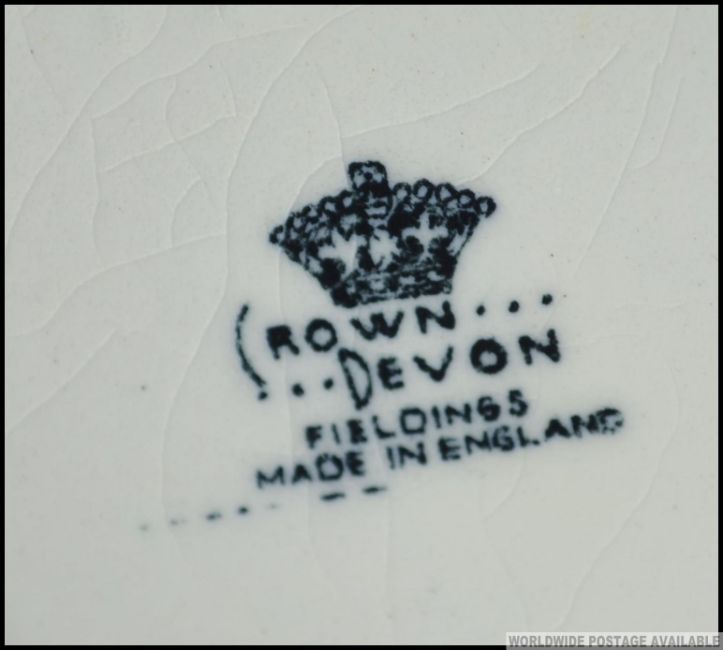 CROWN...
...DEVON
FIELDINGS
MADE IN ENGLAND
WORLDWIDE POSTAGE AVAILABLE